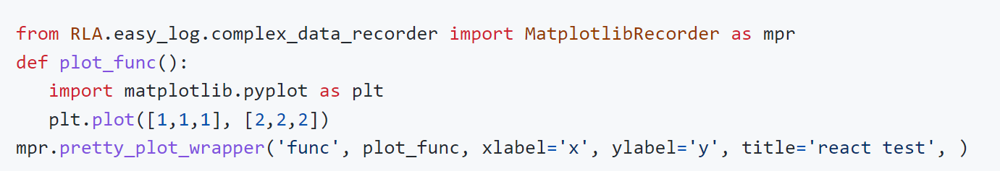 from RLA.easy_log.complex_data_recorder import MatplotlibRecorder as mpr
def plot_func():
   import matplotlib.pyplot as plt
   plt.plot([1,1,1], [2,2,2])
mpr.pretty_plot_wrapper('func', plot_func, xlabel='x', ylabel='y', title='react test', )